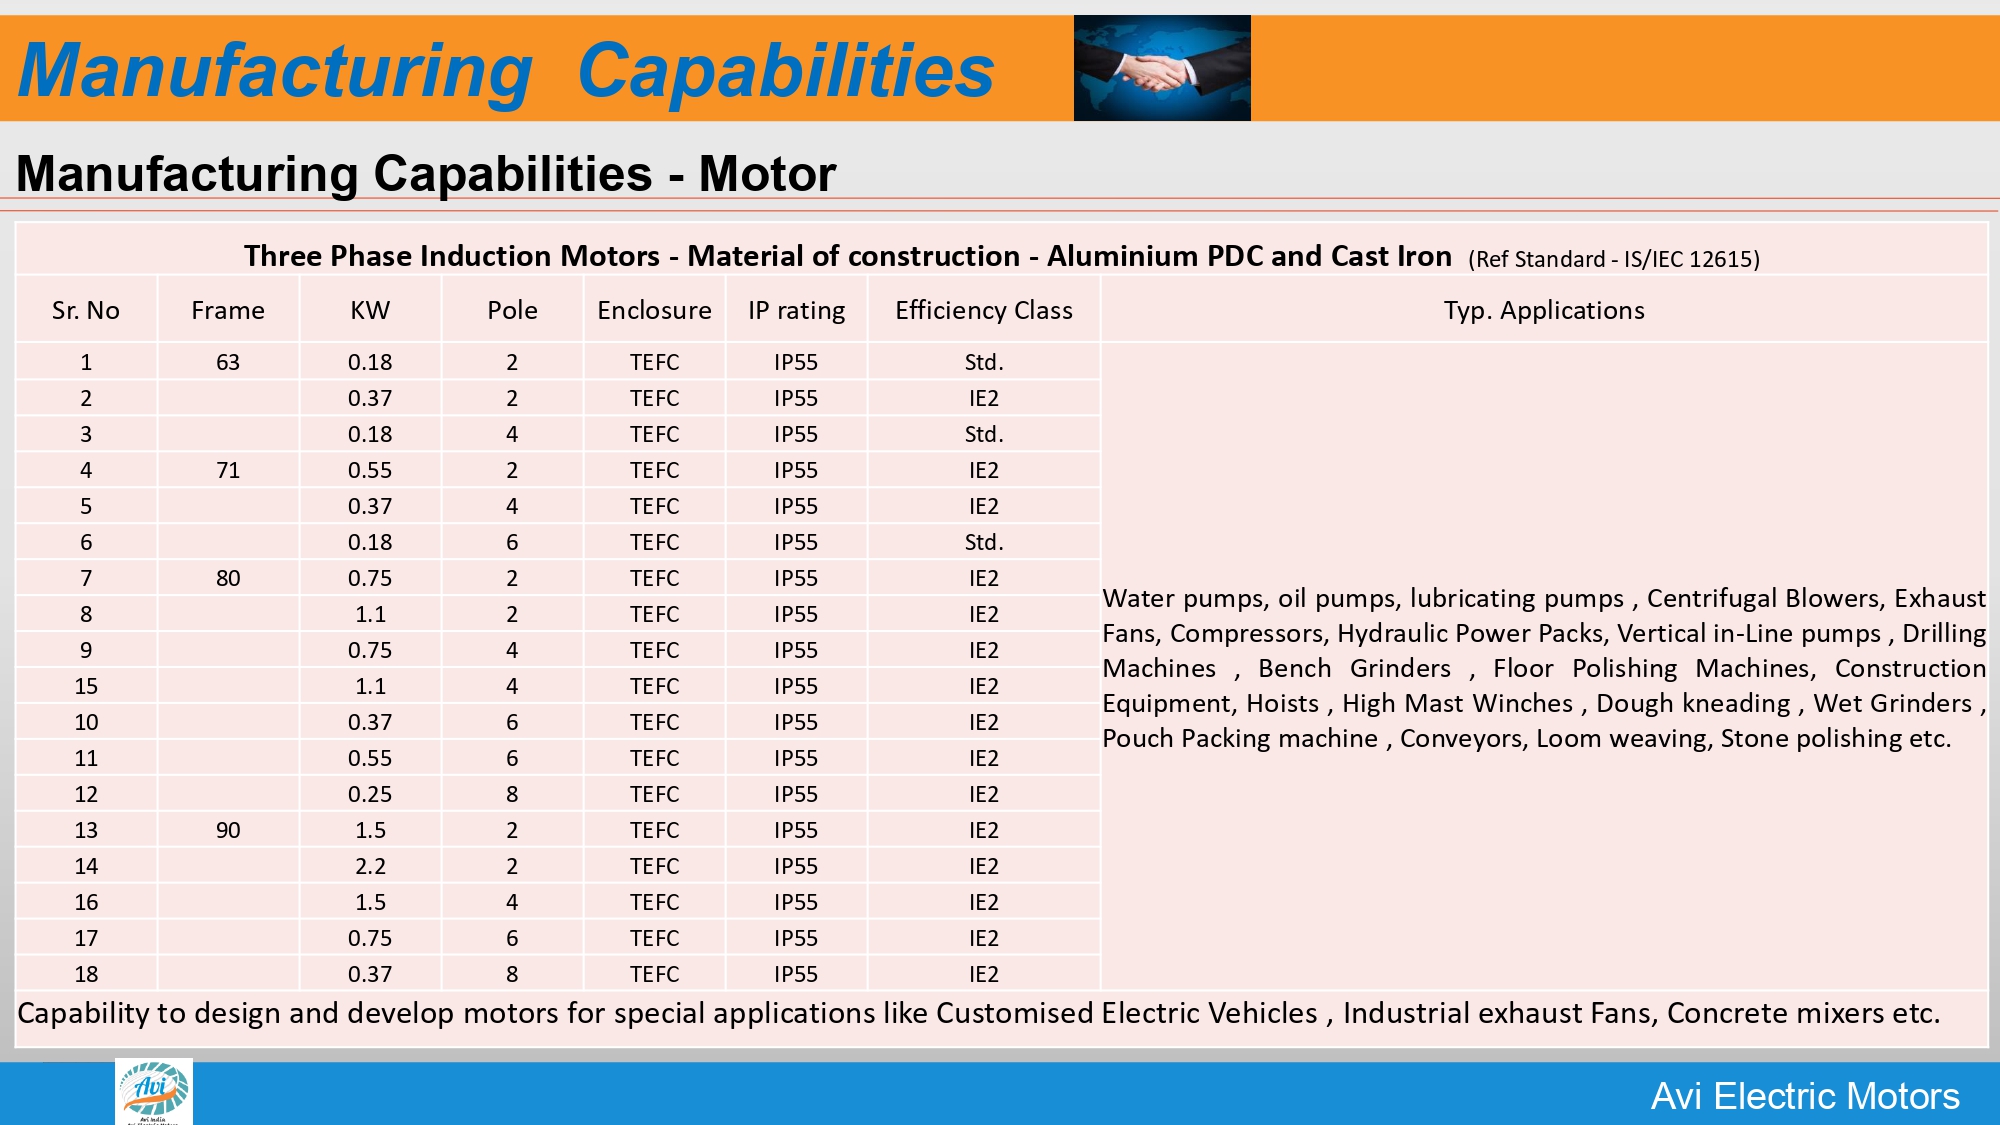 Manufacturing Capabilities
Manufacturing Capabilities - Motor
Three Phase Induction Motors - Material of construction - Aluminium PDC and Cast Iron (Ref Standard - IS/IEC 12615)
Sr. No Frame KW Pole Enclosure IP rating Efficiency Class Typ. Applications
1 63 0.18 2 TEFC IP55 Std.
2 0.37 2 TEFC IP55 IE2
3 0.18 4 TEFC IP55 Std.
4 71 0.55 2 TEFC IP55 IE2
5 0.37 4 TEFC IP55 IE2
6 0.18 6 TEFC IP55 Std.
7 80 0.75 2 TEFC IP55 IE2
8 1.1 2 TEFC IP55 IE2
9 0.75 4 TEFC IP55 IE2
15 1.1 4 TEFC IP55 IE2
10 0.37 6 TEFC IP55 IE2
11 0.55 6 TEFC IP55 IE2
12 0.25 8 TEFC IP55 IE2
13 90 1.5 2 TEFC IP55 IE2
14 2.2 2 TEFC IP55 IE2
16 1.5 4 TEFC IP55 IE2
17 0.75 6 TEFC IP55 IE2
18 0.37 8 TEFC IP55 IE2
Water pumps, oil pumps, lubricating pumps , Centrifugal Blowers, Exhaust
Fans, Compressors, Hydraulic Power Packs, Vertical in-Line pumps , Drilling
Machines , Bench Grinders , Floor Polishing Machines, Construction
Equipment, Hoists , High Mast Winches , Dough kneading , Wet Grinders ,
Pouch Packing machine , Conveyors, Loom weaving, Stone polishing etc.
Capability to design and develop motors for special applications like Customised Electric Vehicles , Industrial exhaust Fans, Concrete mixers etc.
Avi
Avi India
Avi Electric Motors